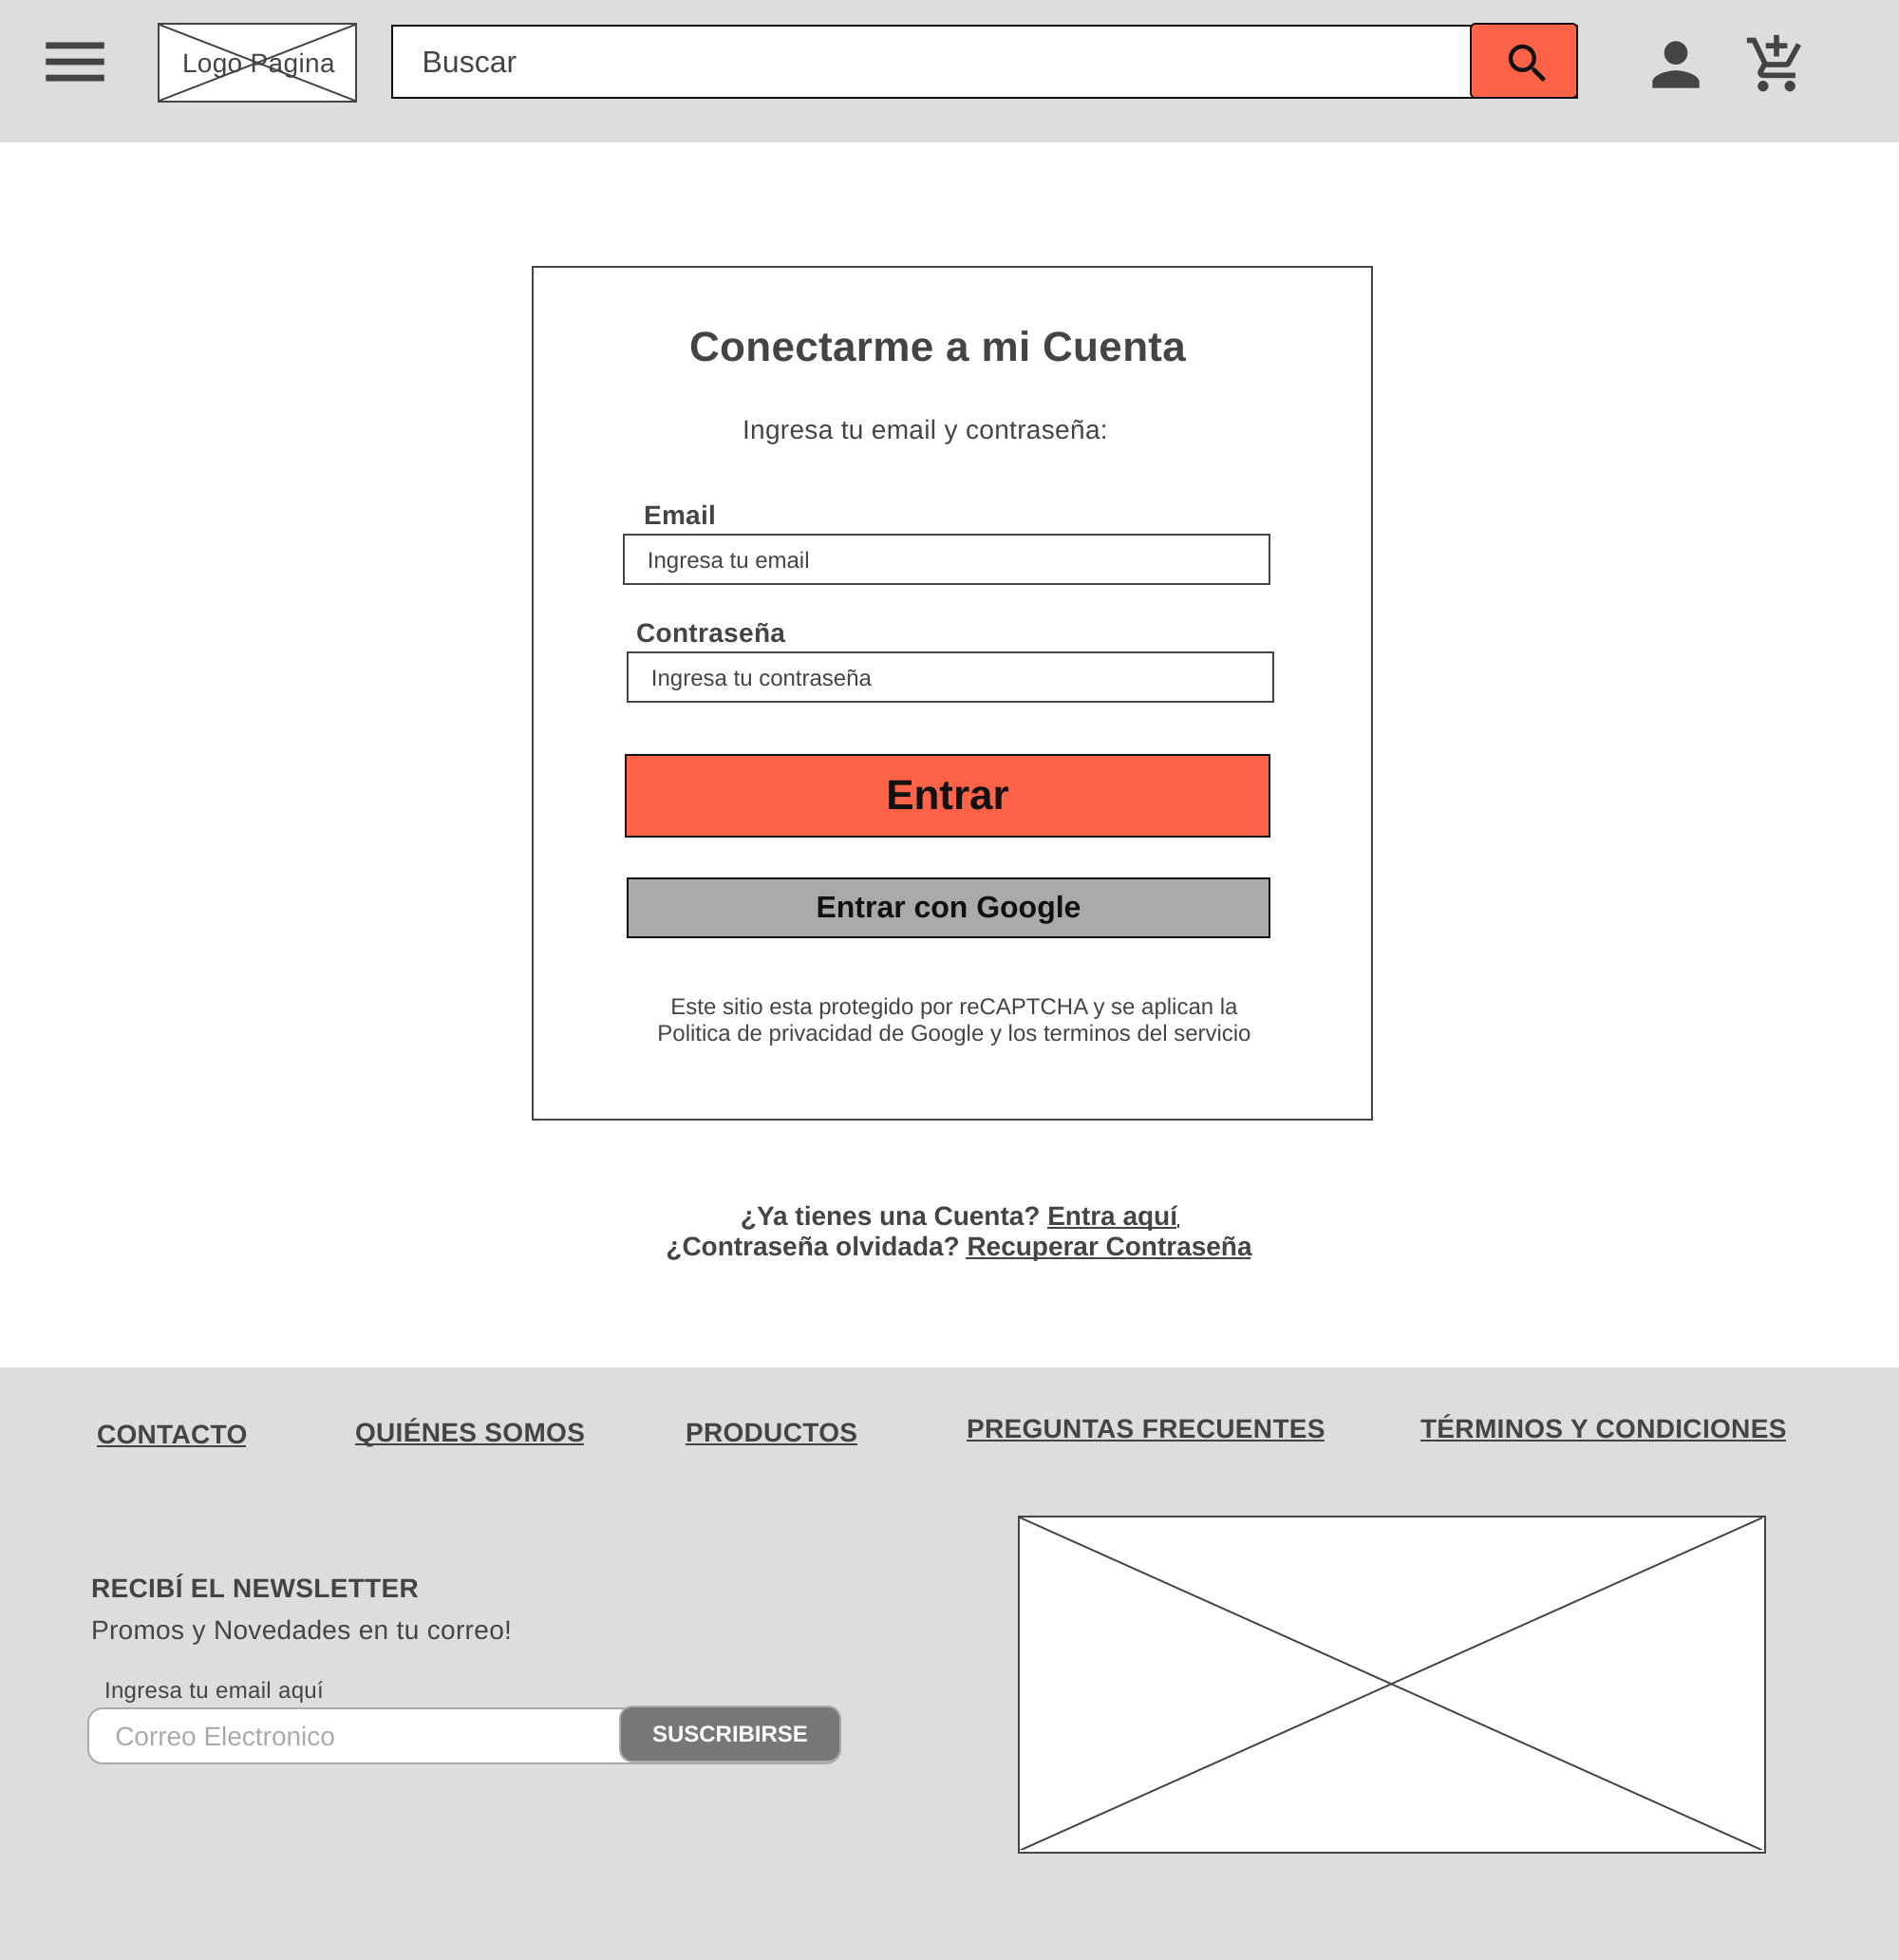 Logo Pagina
Buscar
Conectarme a mi Cuenta
Ingresa tu email y contraseña:
Email
Ingresa tu email
Contraseña
Ingresa tu contraseña
Entrar
Entrar con Google
Este sitio esta protegido por reCAPTCHA y se aplican la
Politica de privacidad de Google y los terminos del servicio
¿Ya tienes una Cuenta? Entra aquí.
¿Contraseña olvidada? Recuperar Contraseña
CONTACTO
QUIÉNES SOMOS
PRODUCTOS
PREGUNTAS FRECUENTES
TÉRMINOS Y CONDICIONES
RECIBÍ EL NEWSLETTER
Promos y Novedades en tu correo!
Ingresa tu email aquí
Correo Electronico
SUSCRIBIRSE